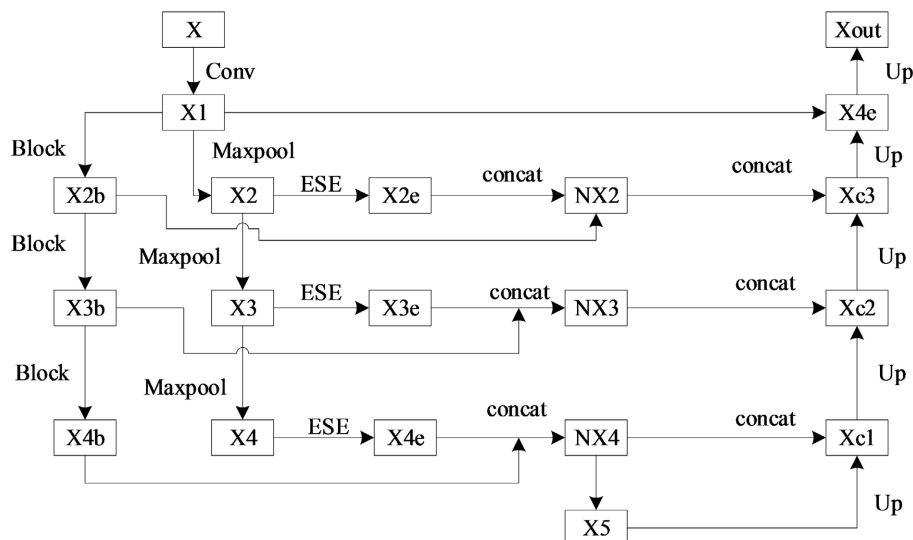 X
Xout
Conv
Up
X1
X4e
Block
Maxpool
Up
ESE
concat
concat
X2b
X2
X2e
NX2
Xc3
Block
Maxpool
Up
ESE
concat
concat
X3b
X3
X3e
NX3
Xc2
Block
Maxpool
Up
ESE
concat
concat
X4b
X4
X4e
NX4
Xc1
Up
X5